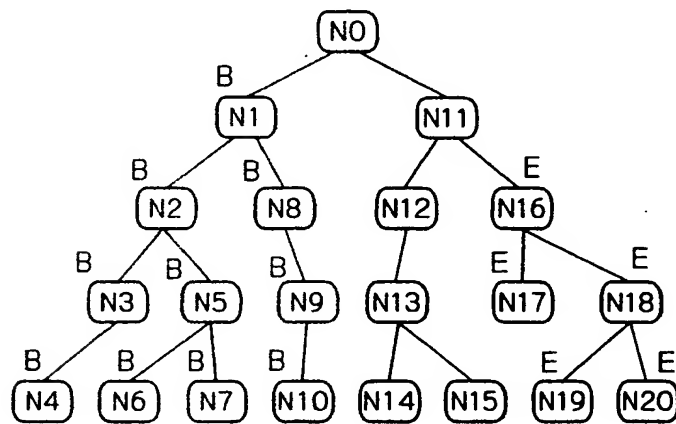 N0
B
N1 N11
B B E
N2 N8 N12 N16
B B B E E
N3 N5 N9 N13 N17 N18
B B B B E E
N4 N6 N7 N10 N14 N15 N19 N20